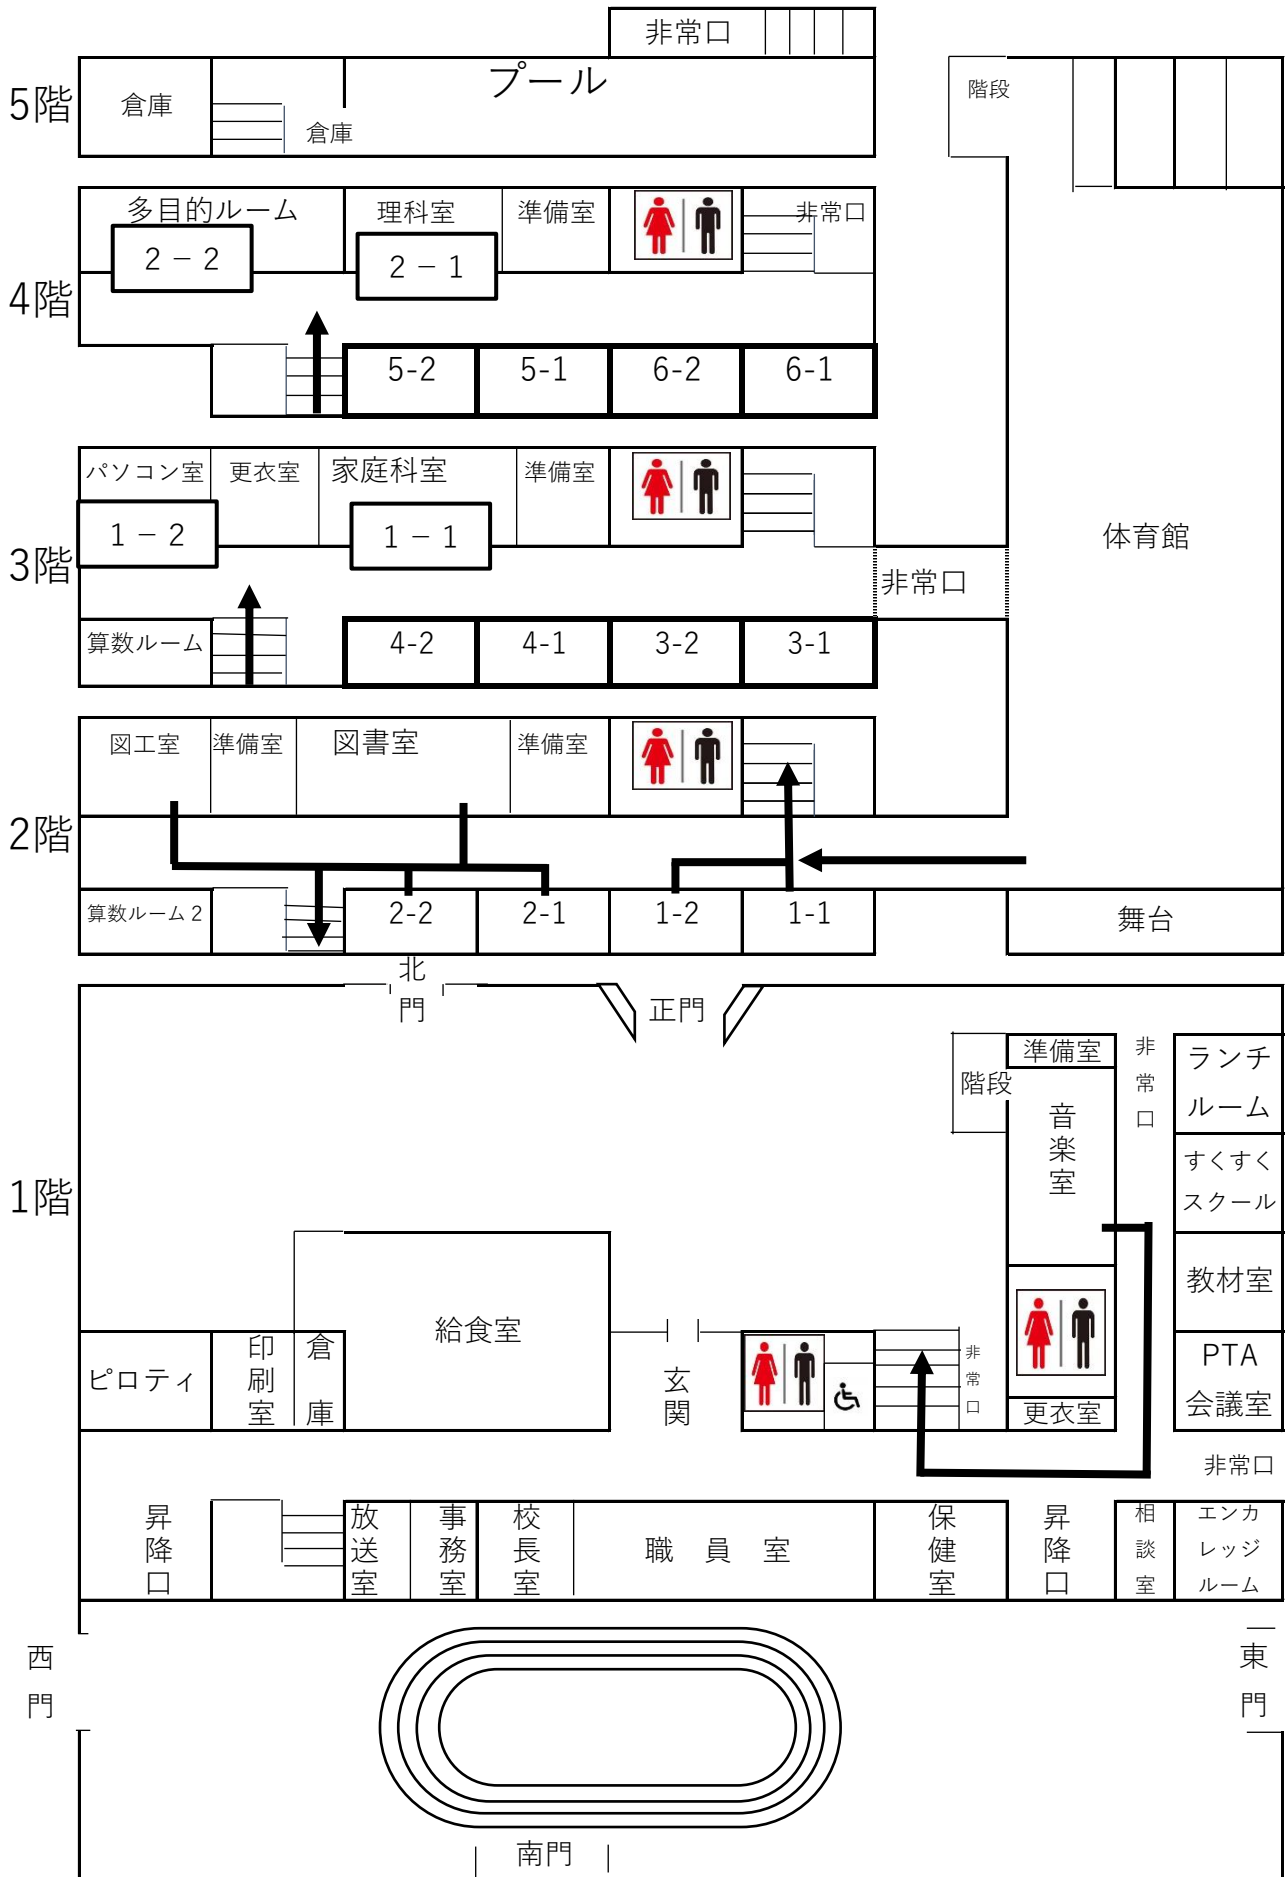 非常口
5階
倉庫
倉庫
プール
階段
4階
多目的ルーム
理科室
準備室
非常口
2－2
2－1
5-2
5-1
6-2
6-1
3階
パソコン室
更衣室
家庭科室
準備室
1－2
1－1
非常口
体育館
算数ルーム
4-2
4-1
3-2
3-1
2階
図工室
準備室
図書室
準備室
算数ルーム2
2-2
2-1
1-2
1-1
舞台
北門
正門
1階
階段
準備室
音楽室
非常口
ランチ
ルーム
すくすく
スクール
教材室
PTA
会議室
ピロティ
印刷室
倉庫
給食室
玄関
非常口
更衣室
非常口
昇降口
放送室
事務室
校長室
職員室
保健室
昇降口
相談室
エンカ
レッジ
ルーム
西門
東門
南門